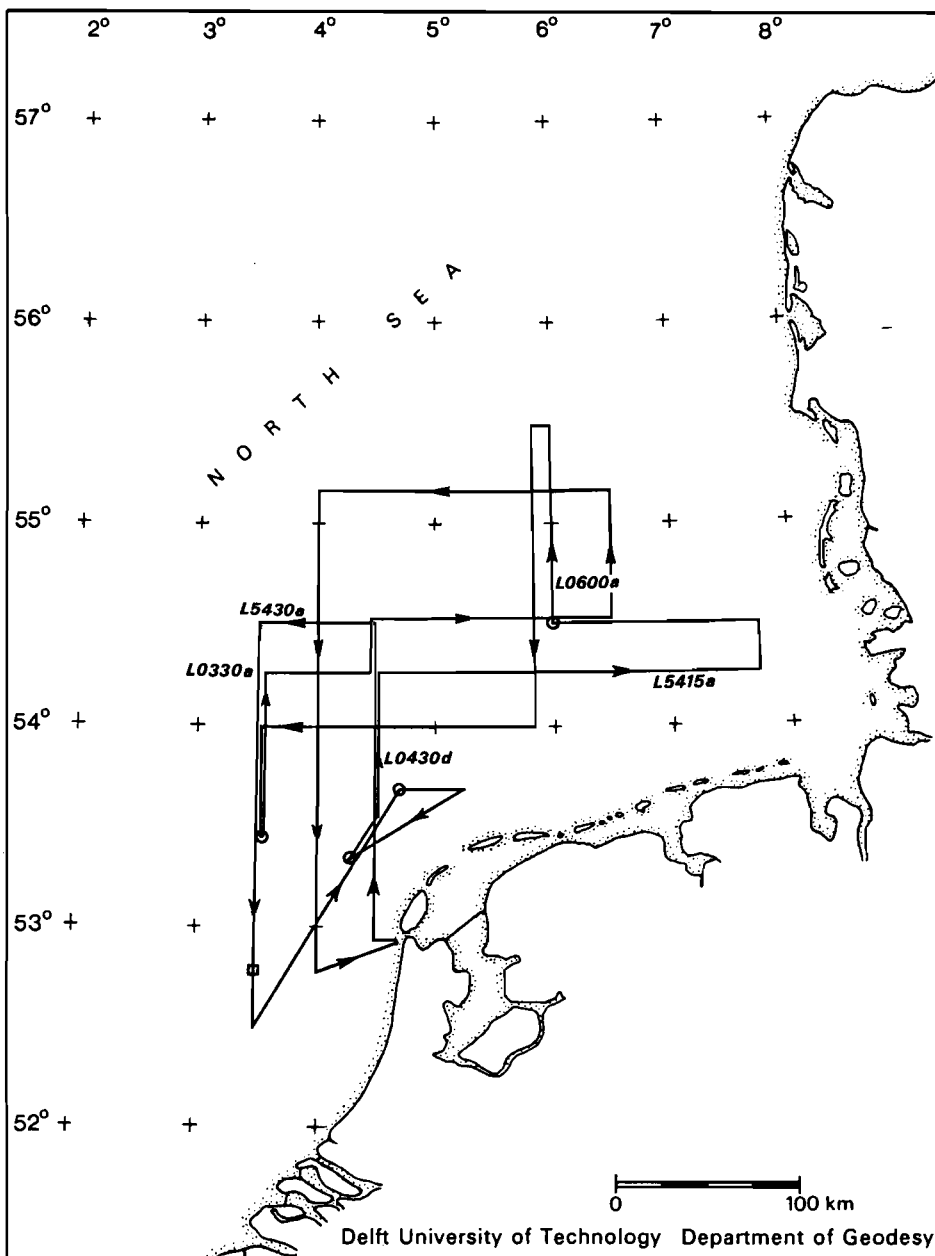 2° 3° 4° 5° 6° 7° 8°
57°
56°
NORTH SEA
55°
L0600a
L5430a
L0330a
L5415a
54°
L0430d
53°
52°
0 100 km
Delft University of Technology Department of Geodesy